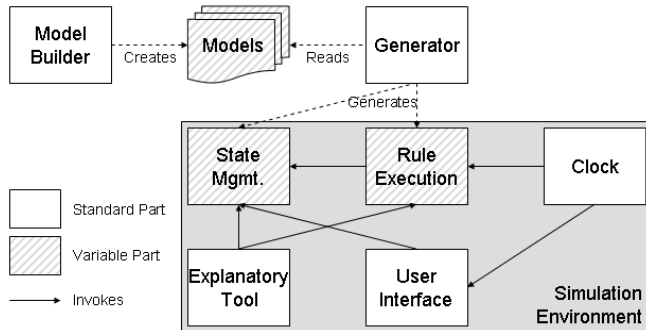 Model
Builder
Creates
Models
Reads
Generator
Generates
State
Mgmt.
Rule
Execution
Clock
Standard Part
Variable Part
Invokes
Explanatory
Tool
User
Interface
Simulation
Environment